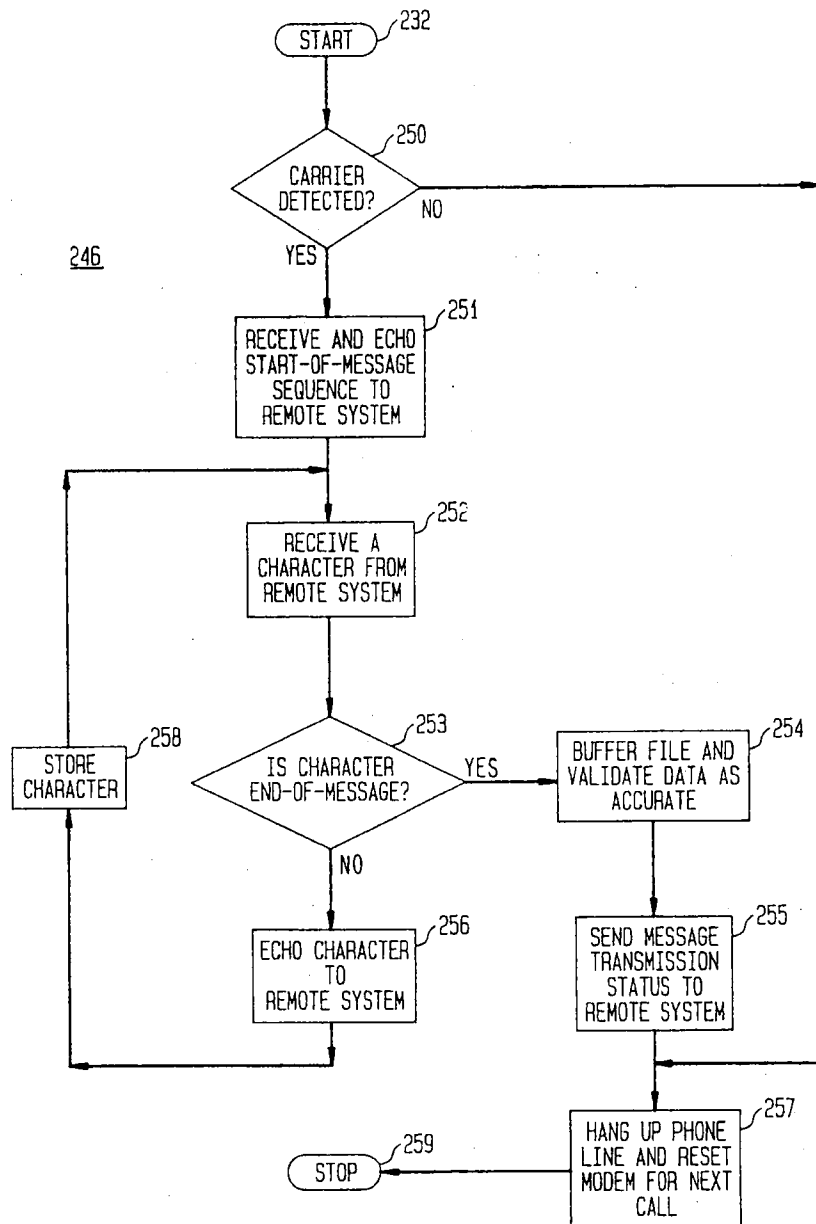 START
232
250
CARRIER
DETECTED?
NO
YES
246
251
RECEIVE AND ECHO
START-OF-MESSAGE
SEQUENCE TO
REMOTE SYSTEM
252
RECEIVE A
CHARACTER FROM
REMOTE SYSTEM
253
IS CHARACTER
END-OF-MESSAGE?
YES
NO
254
BUFFER FILE AND
VALIDATE DATA AS
ACCURATE
258
STORE
CHARACTER
256
ECHO CHARACTER
TO
REMOTE SYSTEM
255
SEND MESSAGE
TRANSMISSION
STATUS TO
REMOTE SYSTEM
257
HANG UP PHONE
LINE AND RESET
MODEM FOR NEXT
CALL
259
STOP